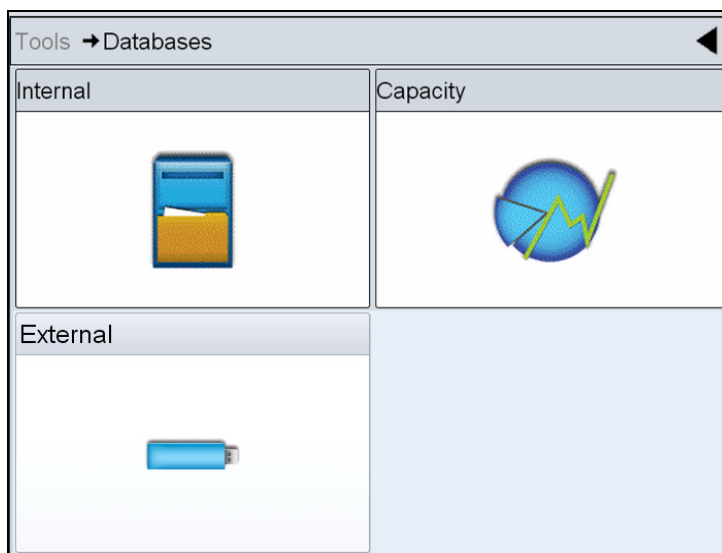 Tools ➔ Databases
Internal
Capacity
External